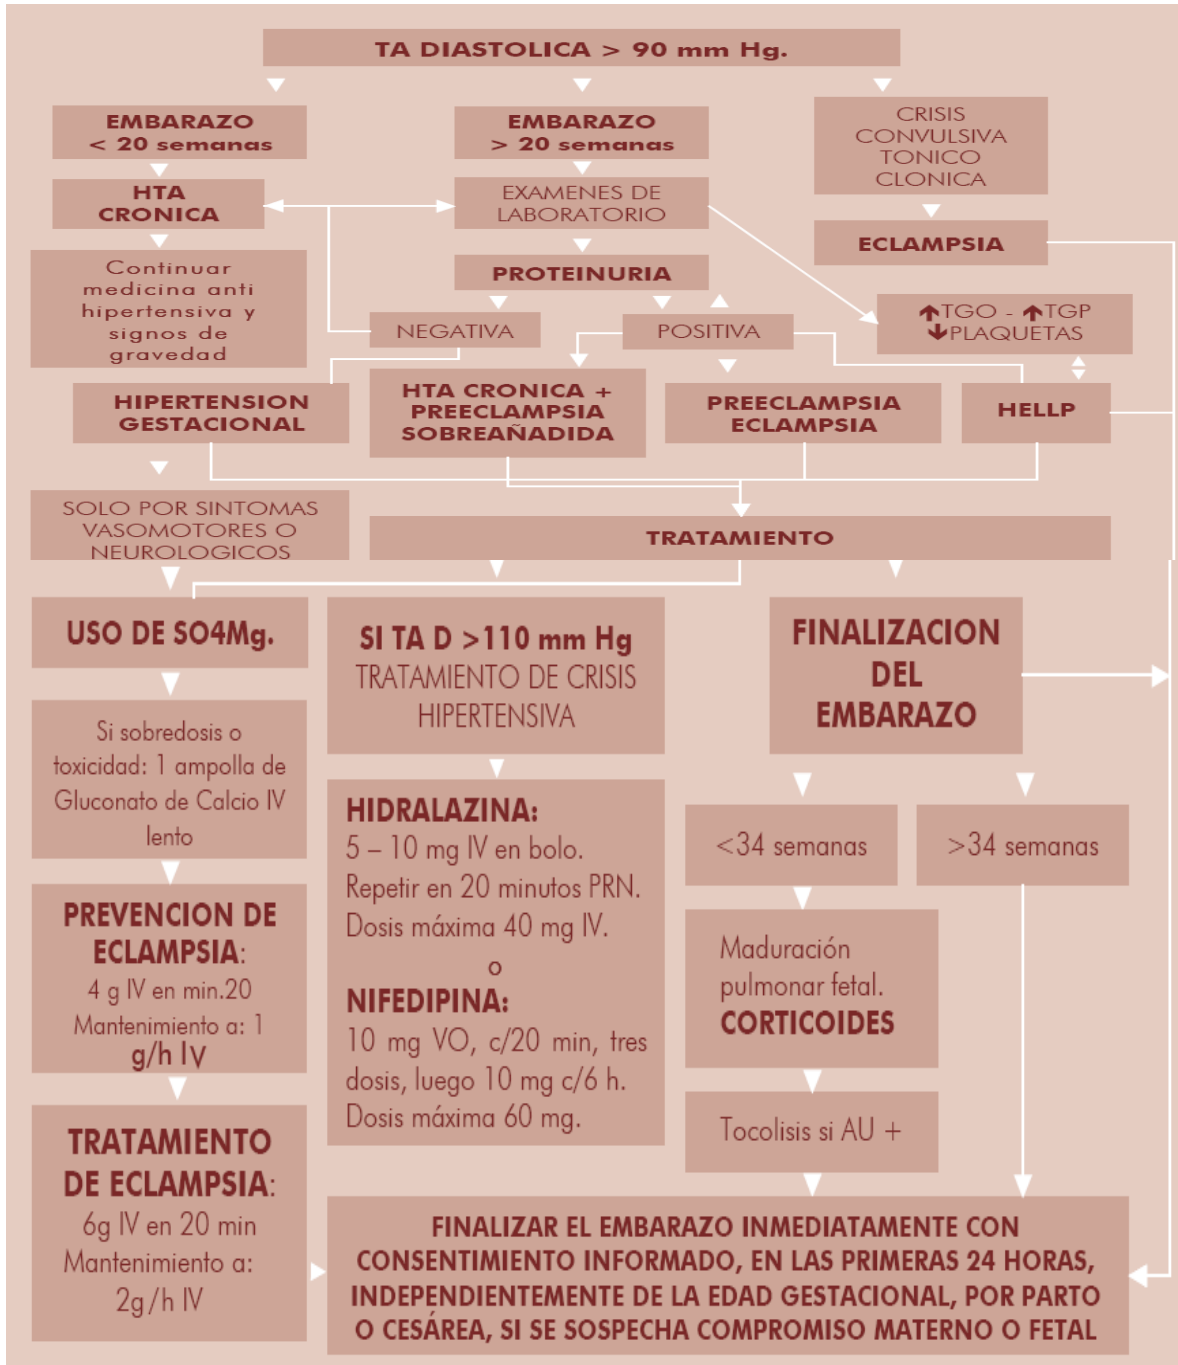 TA DIASTOLICA > 90 mm Hg.
EMBARAZO
< 20 semanas
EMBARAZO
> 20 semanas
CRISIS
CONVULSIVA
TONICO
CLONICA
HTA
CRONICA
EXAMENES DE
LABORATORIO
ECLAMPSIA
Continuar
medicina anti
hipertensiva y
signos de
gravedad
PROTEINURIA
NEGATIVA
POSITIVA
↑TGO - ↑TGP
↓PLAQUETAS
HIPERTENSION
GESTACIONAL
HTA CRONICA +
PREECLAMPSIA
SOBREAÑADIDA
PREECLAMPSIA
ECLAMPSIA
HELLP
SOLO POR SINTOMAS
VASOMOTORES O
NEUROLOGICOS
TRATAMIENTO
USO DE SO4Mg.
Si sobredosis o
toxicidad: 1 ampolla de
Gluconato de Calcio IV
lento
PREVENCION DE
ECLAMPSIA:
4 g IV en min.20
Mantenimiento a: 1
g/h IV
TRATAMIENTO
DE ECLAMPSIA:
6g IV en 20 min
Mantenimiento a:
2g/h IV
SI TA D >110 mm Hg
TRATAMIENTO DE CRISIS
HIPERTENSIVA
HIDRALAZINA:
5 – 10 mg IV en bolo.
Repetir en 20 minutos PRN.
Dosis máxima 40 mg IV.
o
NIFEDIPINA:
10 mg VO, c/20 min, tres
dosis, luego 10 mg c/6 h.
Dosis máxima 60 mg.
FINALIZACION
DEL
EMBARAZO
<34 semanas
>34 semanas
Maduración
pulmonar fetal.
CORTICOIDES
Tocolisis si AU +
FINALIZAR EL EMBARAZO INMEDIATAMENTE CON
CONSENTIMIENTO INFORMADO, EN LAS PRIMERAS 24 HORAS,
INDEPENDIENTEMENTE DE LA EDAD GESTACIONAL, POR PARTO
O CESÁREA, SI SE SOSPECHA COMPROMISO MATERNO O FETAL